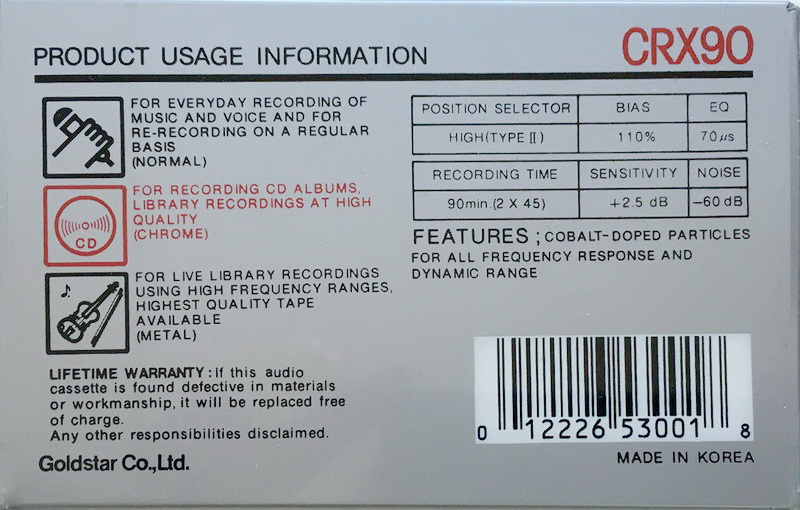 PRODUCT USAGE INFORMATION
CRX90
FOR EVERYDAY RECORDING OF
MUSIC AND VOICE AND FOR
RE-RECORDING ON A REGULAR
BASIS
(NORMAL)
CD
FOR RECORDING CD ALBUMS,
LIBRARY RECORDINGS AT HIGH
QUALITY
(CHROME)
FOR LIVE LIBRARY RECORDINGS
USING HIGH FREQUENCY RANGES,
HIGHEST QUALITY TAPE
AVAILABLE
(METAL)
LIFETIME WARRANTY : If this audio
cassette is found defective in materials
or workmanship, it will be replaced free
of charge.
Any other responsibilities disclaimed.
Goldstar Co., Ltd.
POSITION SELECTOR BIAS EQ
HIGH(TYPE II) 110% 70μs
RECORDING TIME SENSITIVITY NOISE
90min.(2 X 45) +2.5 dB -60 dB
FEATURES ; COBALT-DOPED PARTICLES
FOR ALL FREQUENCY RESPONSE AND
DYNAMIC RANGE
0 12226 53001 8
MADE IN KOREA